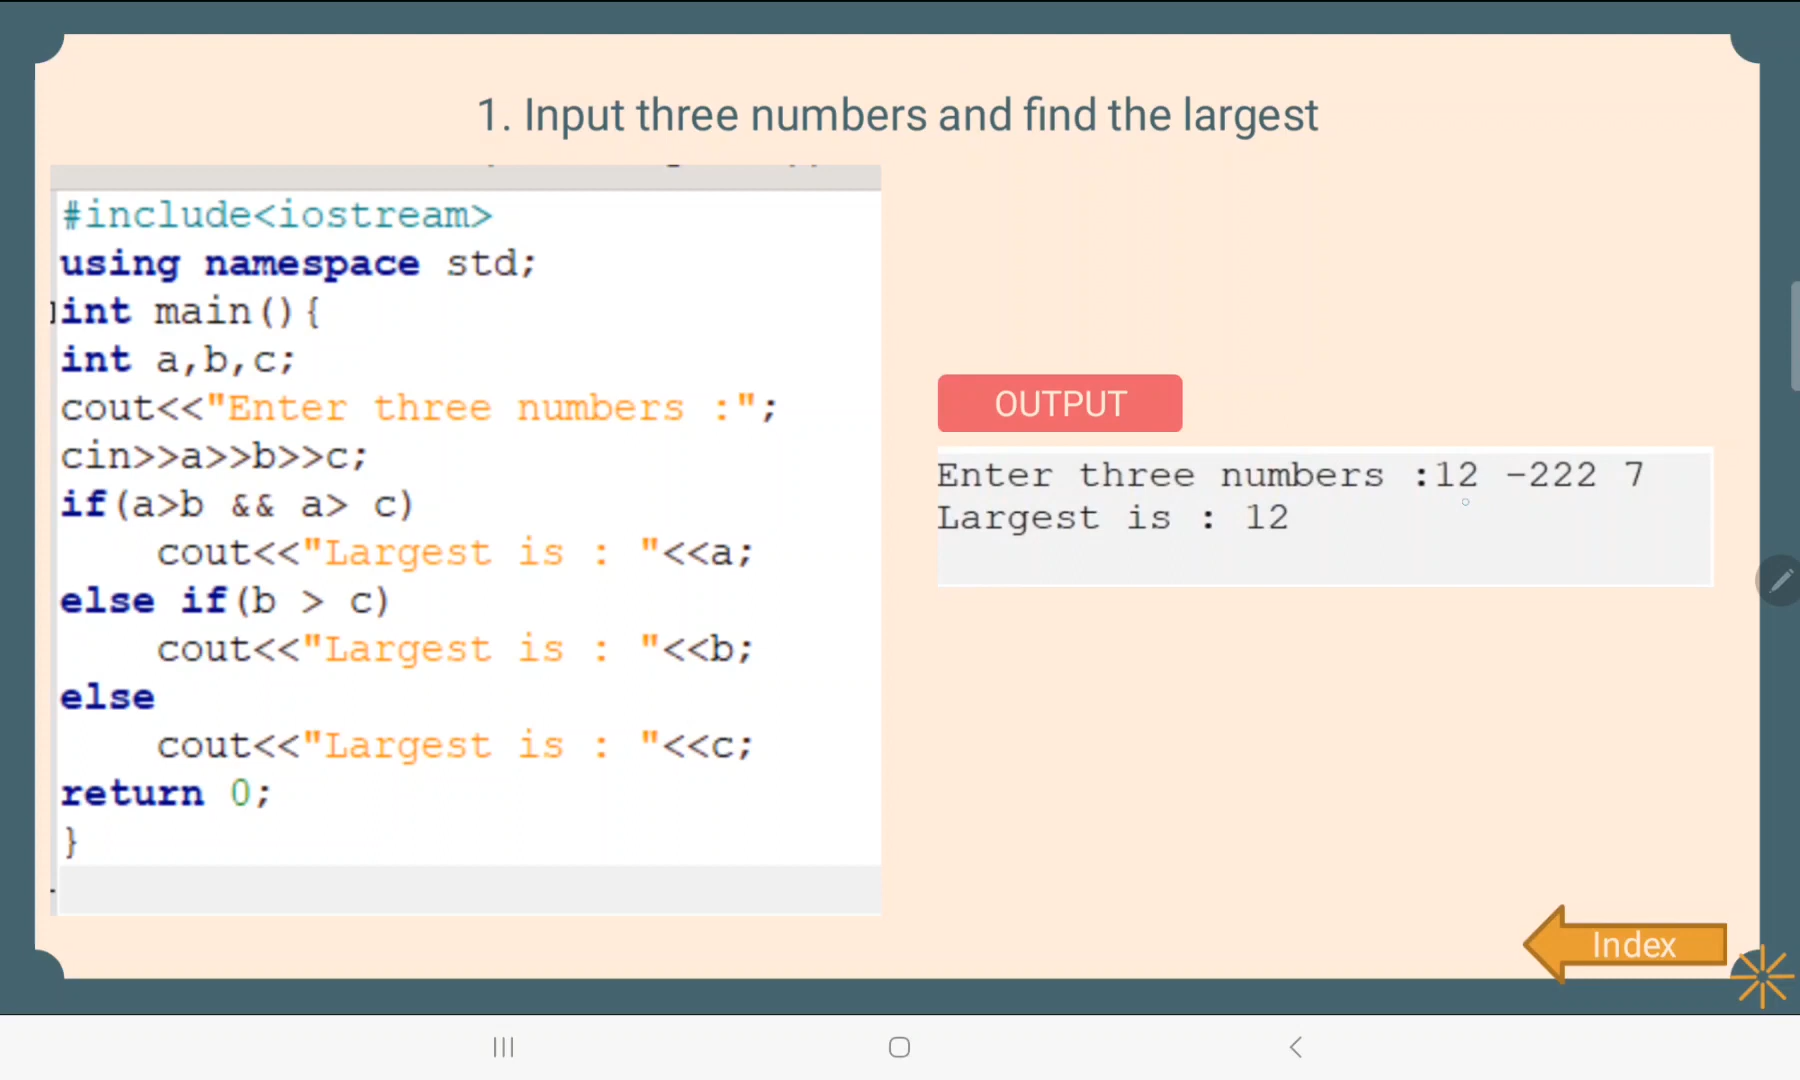 1. Input three numbers and find the largest
#include<iostream>
using namespace std;
int main(){
int a,b,c;
cout<<"Enter three numbers :";
cin>>a>>b>>c;
if(a>b && a> c)
    cout<<"Largest is : "<<a;
else if(b > c)
    cout<<"Largest is : "<<b;
else
    cout<<"Largest is : "<<c;
return 0;
}
OUTPUT
Enter three numbers :12 -222 7
Largest is : 12
Index